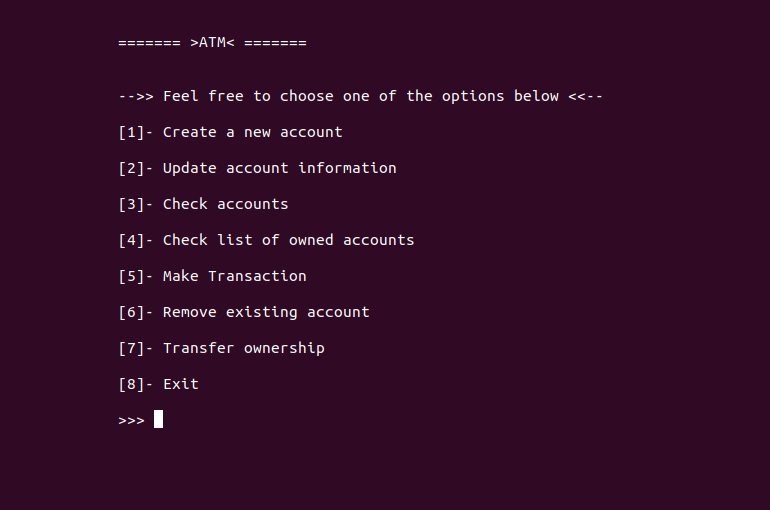 ======= >ATM< =======
-->> Feel free to choose one of the options below <<--
[1]- Create a new account
[2]- Update account information
[3]- Check accounts
[4]- Check list of owned accounts
[5]- Make Transaction
[6]- Remove existing account
[7]- Transfer ownership
[8]- Exit
>>>